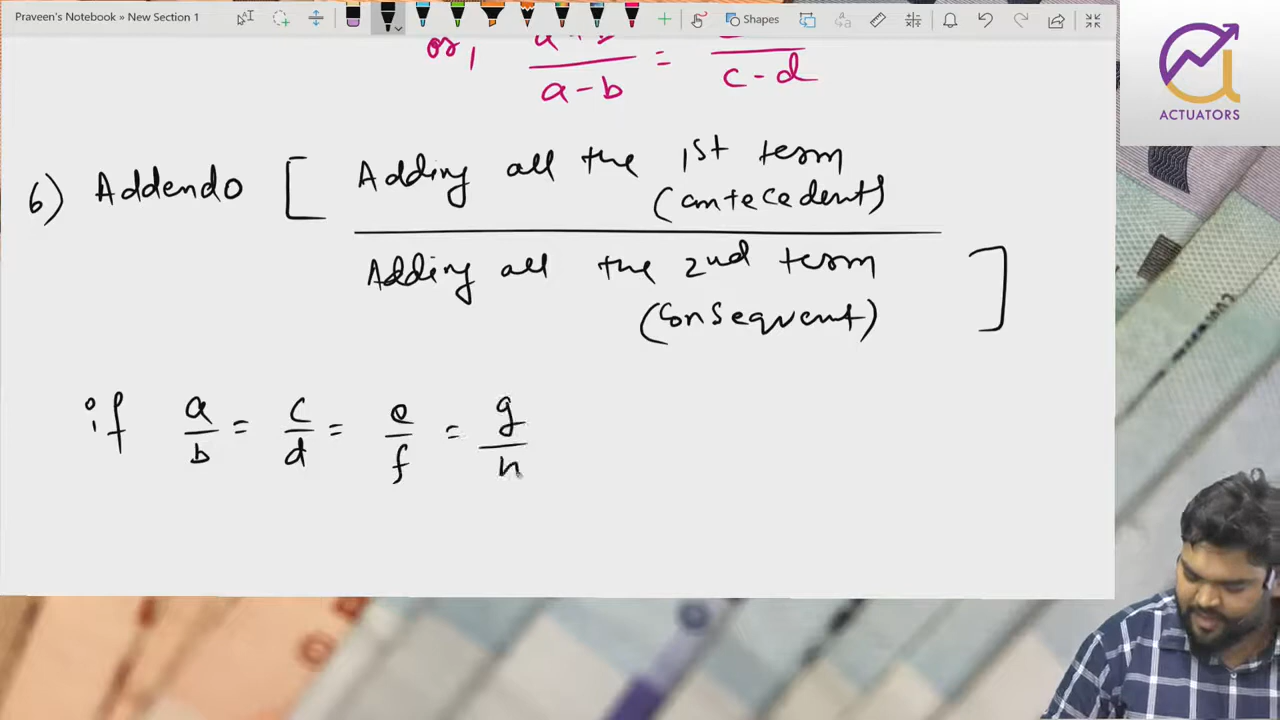 Praveen's Notebook » New Section 1
Shapes
ACTUATORS
or,
a - b = c - d
6) Addendo [ Adding all the 1st term
(antecedent)
Adding all the 2nd term
(Consequent) ]
if a/b = c/d = e/f = g/h